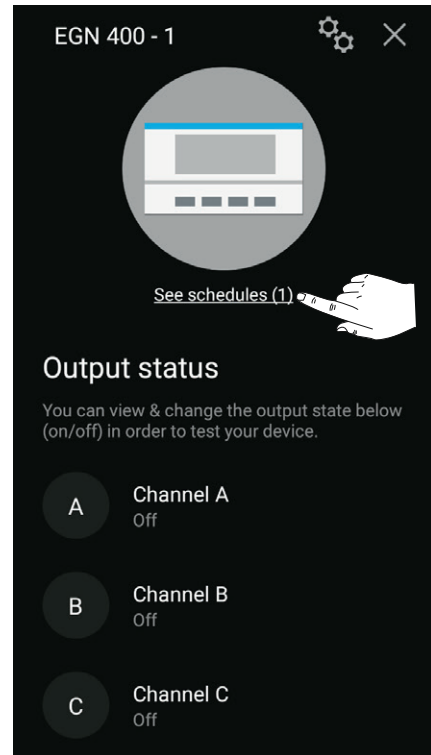 EGN 400 - 1
See schedules (1)
Output status
You can view & change the output state below
(on/off) in order to test your device.
A
Channel A
Off
B
Channel B
Off
C
Channel C
Off